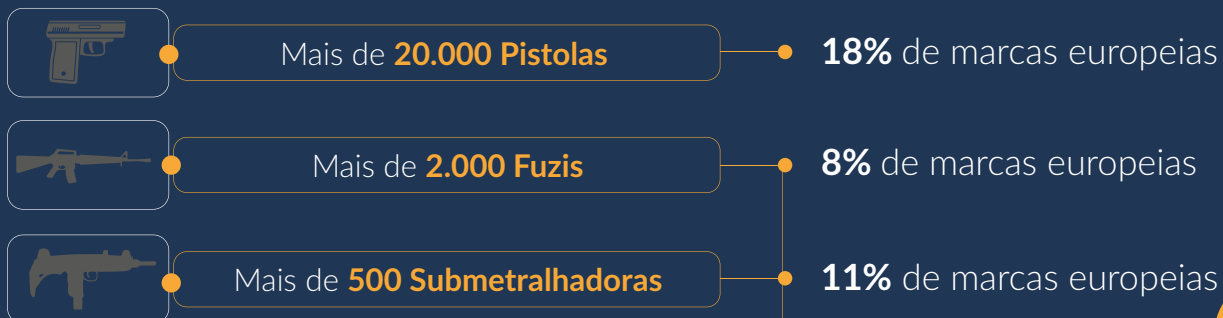 Mais de 20.000 Pistolas
18% de marcas europeias
Mais de 2.000 Fuzis
8% de marcas europeias
Mais de 500 Submetralhadoras
11% de marcas europeias